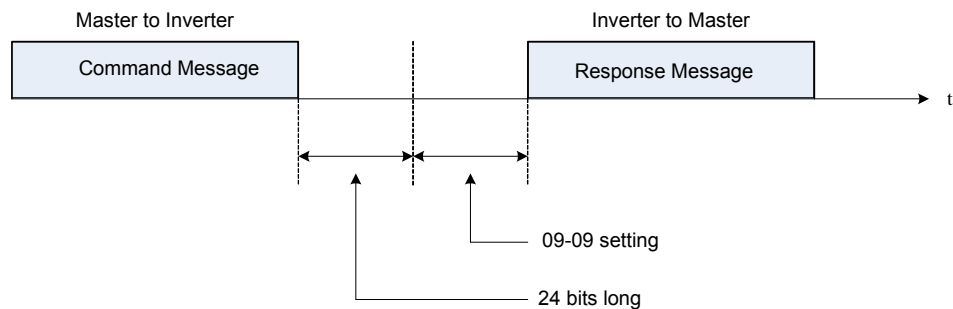 Master to Inverter
Inverter to Master
Command Message
Response Message
t
09-09 setting
24 bits long